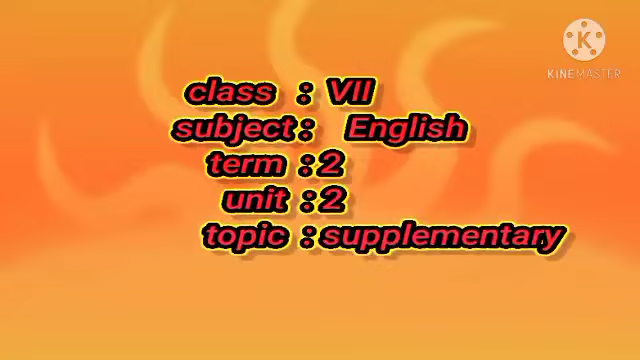 K
KINEMASTER
class : VII
subject : English
term : 2
unit : 2
topic : supplementary